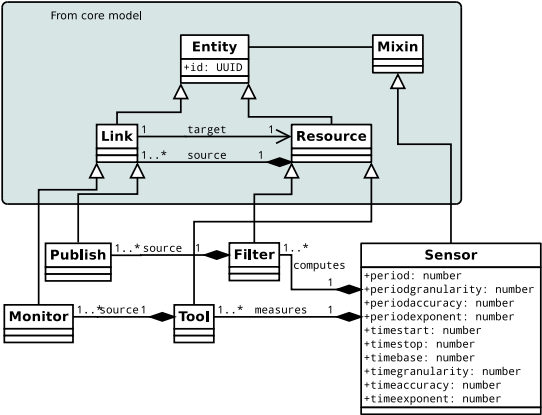 From core model
Entity
+id: UUID
Mixin
Link
1 target 1
Resource
1..* source 1
Publish
1..* source 1
Filter
1..*
computes
1
Sensor
+period: number
+periodgranularity: number
+periodaccuracy: number
+periodexponent: number
+timestart: number
+timestop: number
+timebase: number
+timegranularity: number
+timeaccuracy: number
+timeexponent: number
Monitor
1..* source 1
Tool
1..* measures 1